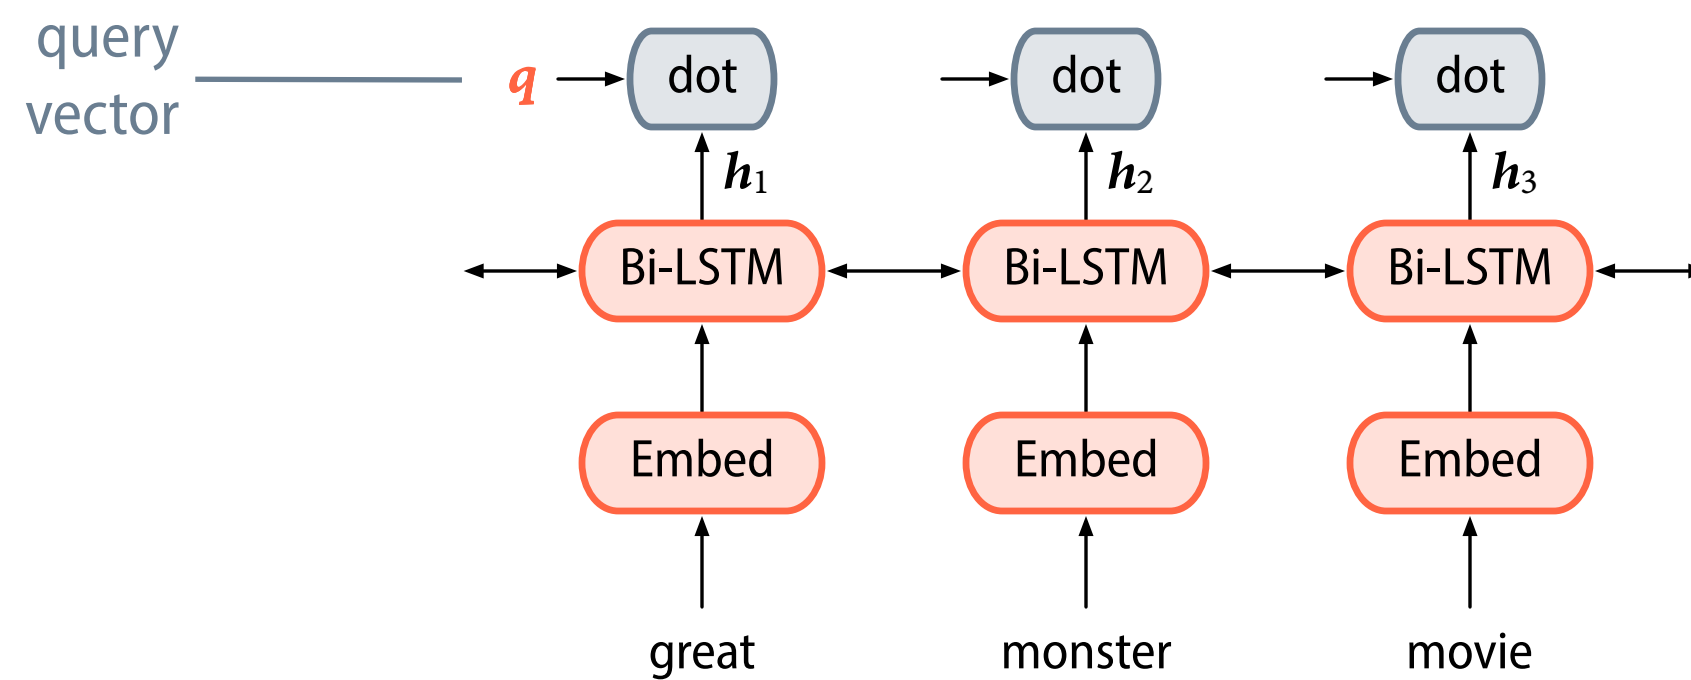 query
vector
q
dot
dot
dot
h1
h2
h3
Bi-LSTM
Bi-LSTM
Bi-LSTM
Embed
Embed
Embed
great
monster
movie